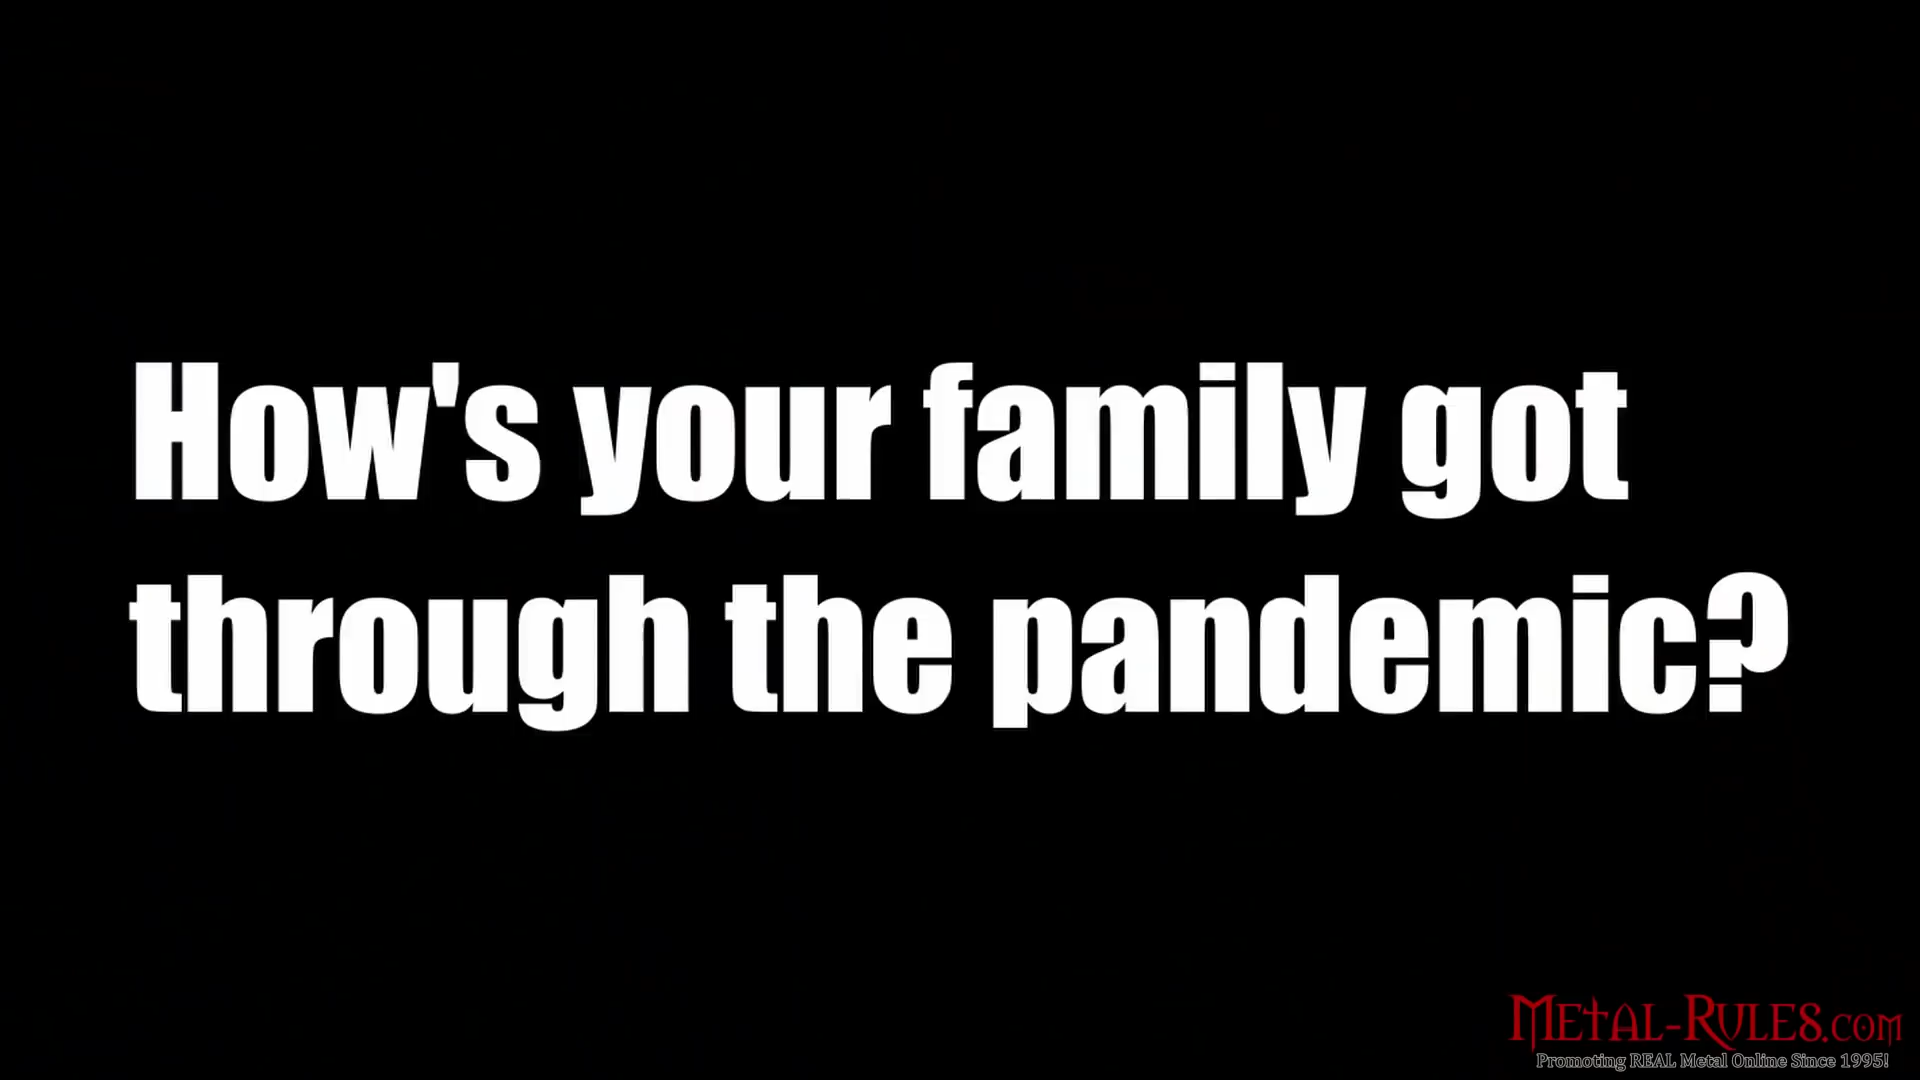 How's your family got
through the pandemic?
Metal-Rules.com
Promoting REAL Metal Online Since 1995!